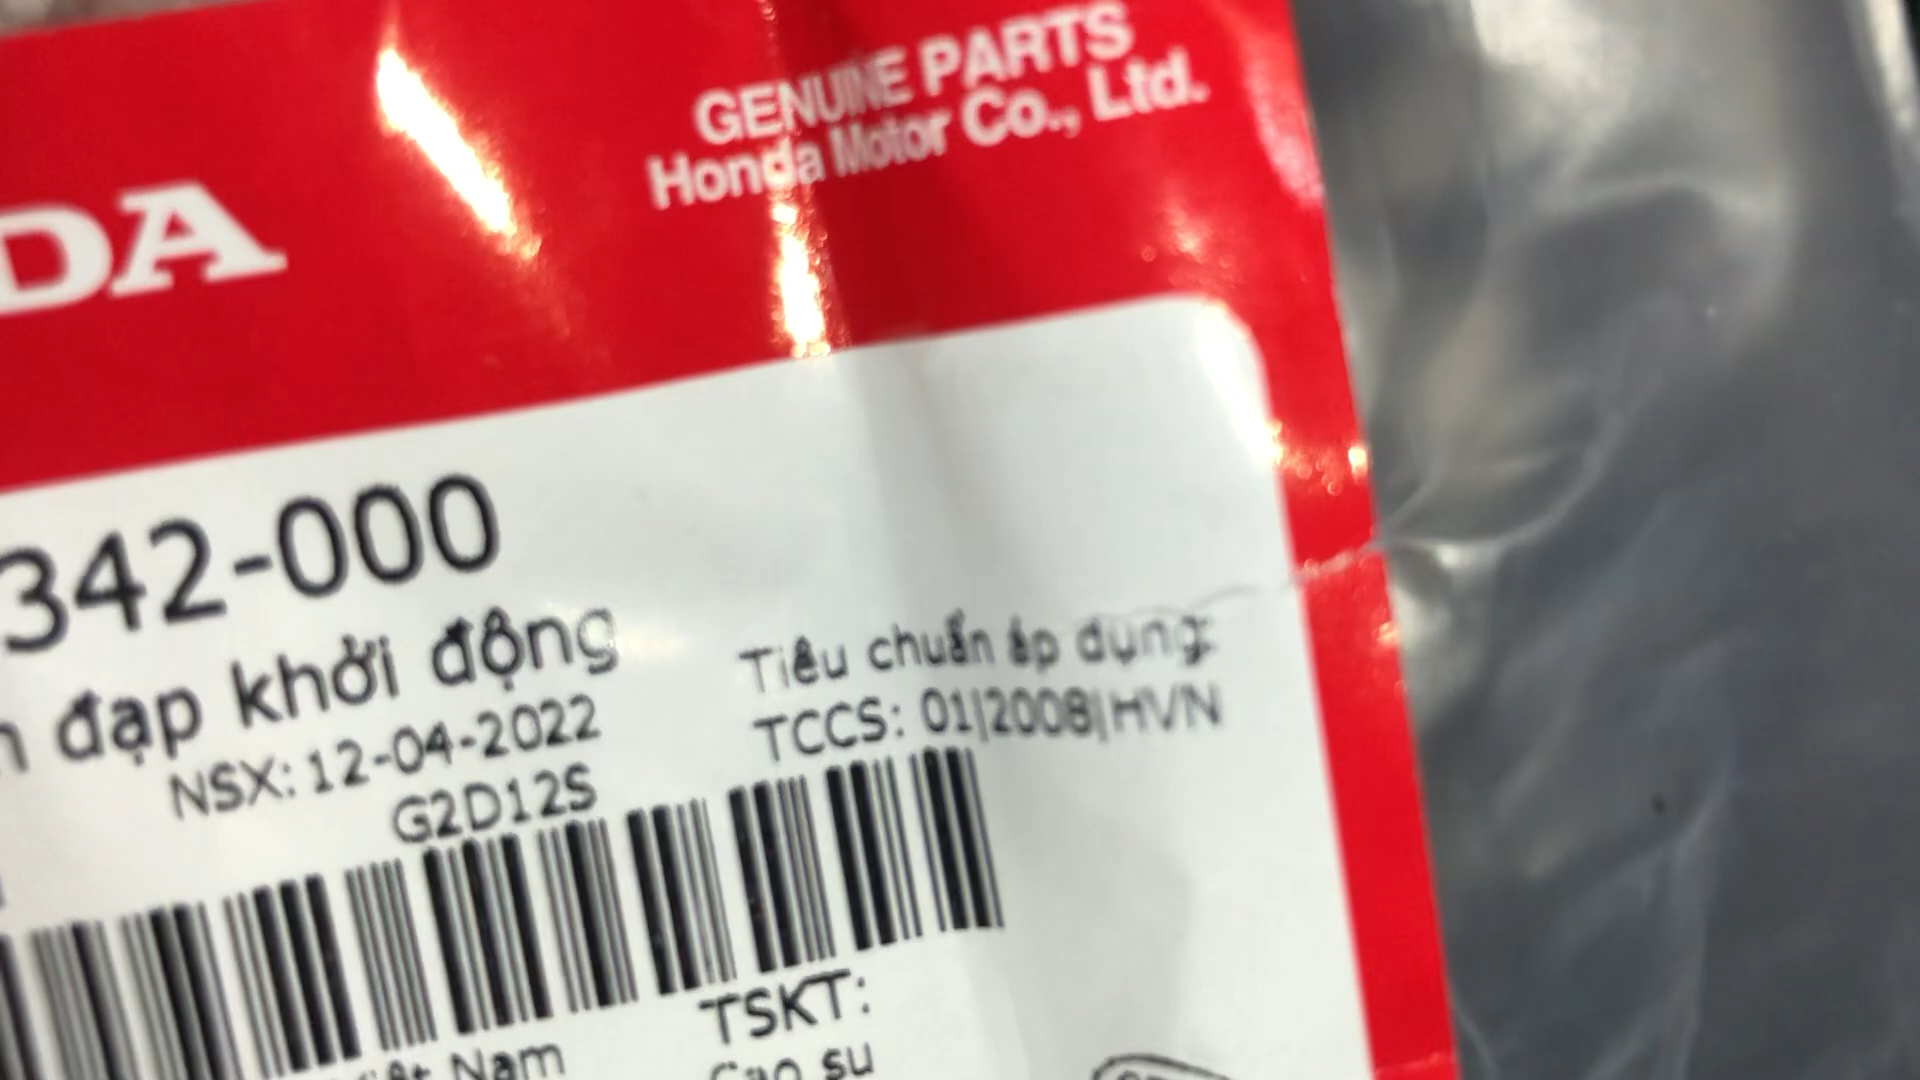 GENUINE PARTS
Honda Motor Co., Ltd.
DA
342-000
đạp khởi động
NSX: 12-04-2022
G2D12S
Tiêu chuẩn áp dụng:
TCCS: 01|2008|HVN
TSKT:
Nam
Cao su